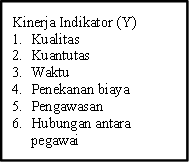 Kinerja Indikator (Y)
1. Kualitas
2. Kuantutas
3. Waktu
4. Penekanan biaya
5. Pengawasan
6. Hubungan antara
pegawai